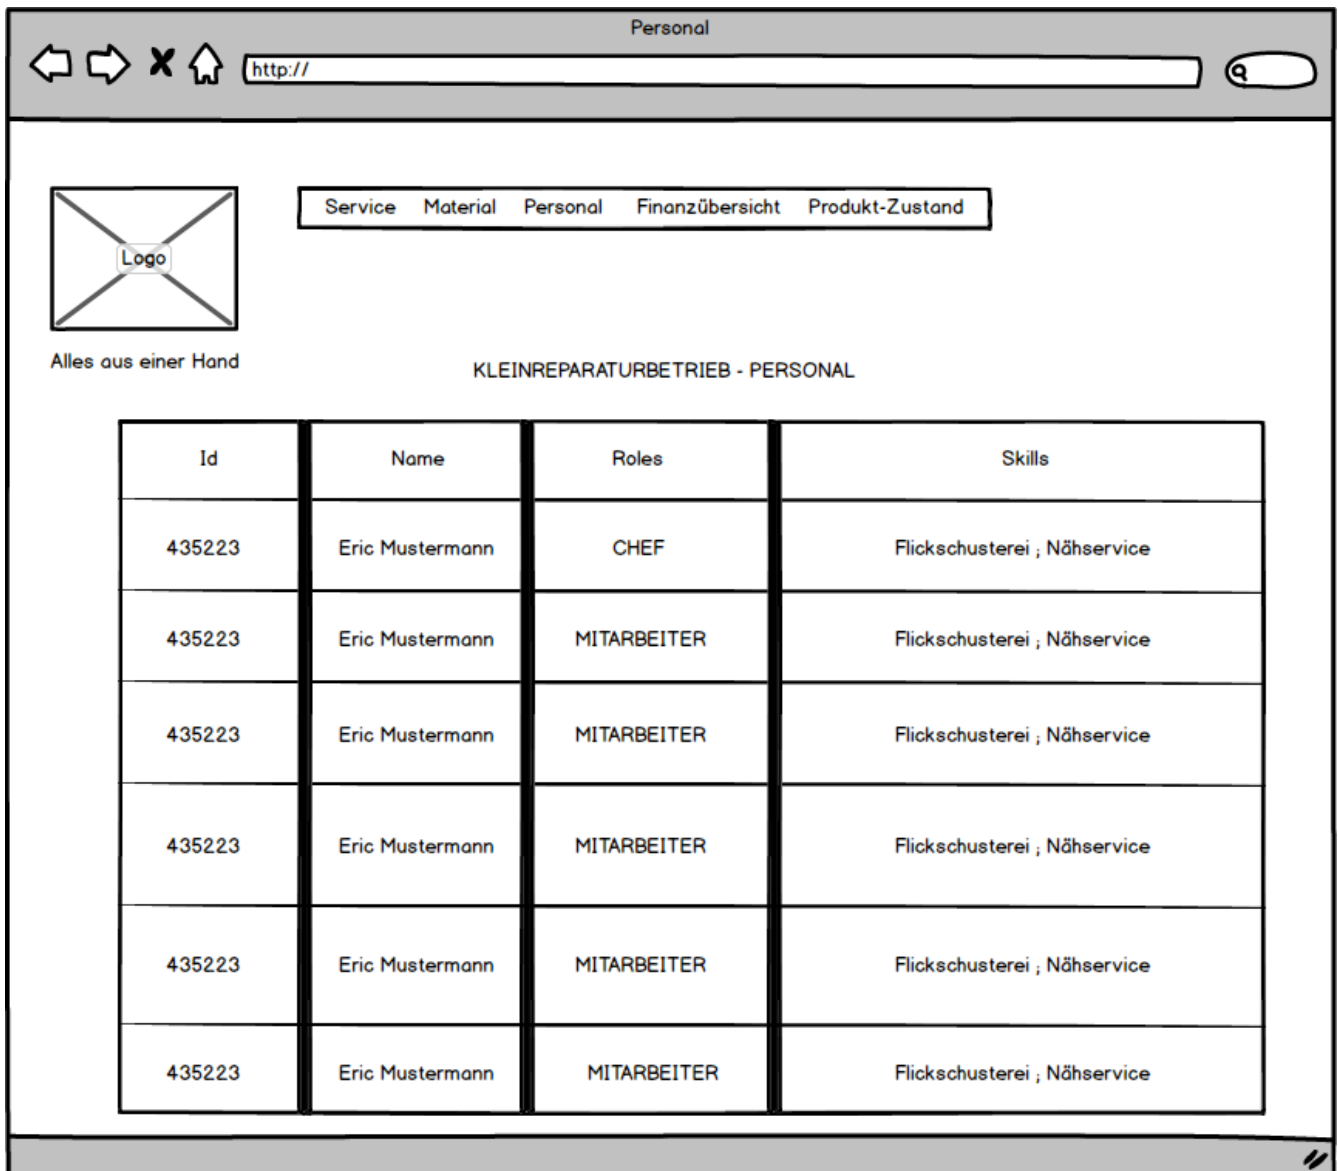 Personal
http://
Service Material Personal Finanzübersicht Produkt-Zustand
Logo
Alles aus einer Hand
KLEINREPARATURBETRIEB - PERSONAL
Id Name Roles Skills
435223 Eric Mustermann CHEF Flickschusterei ; Nähservice
435223 Eric Mustermann MITARBEITER Flickschusterei ; Nähservice
435223 Eric Mustermann MITARBEITER Flickschusterei ; Nähservice
435223 Eric Mustermann MITARBEITER Flickschusterei ; Nähservice
435223 Eric Mustermann MITARBEITER Flickschusterei ; Nähservice
435223 Eric Mustermann MITARBEITER Flickschusterei ; Nähservice